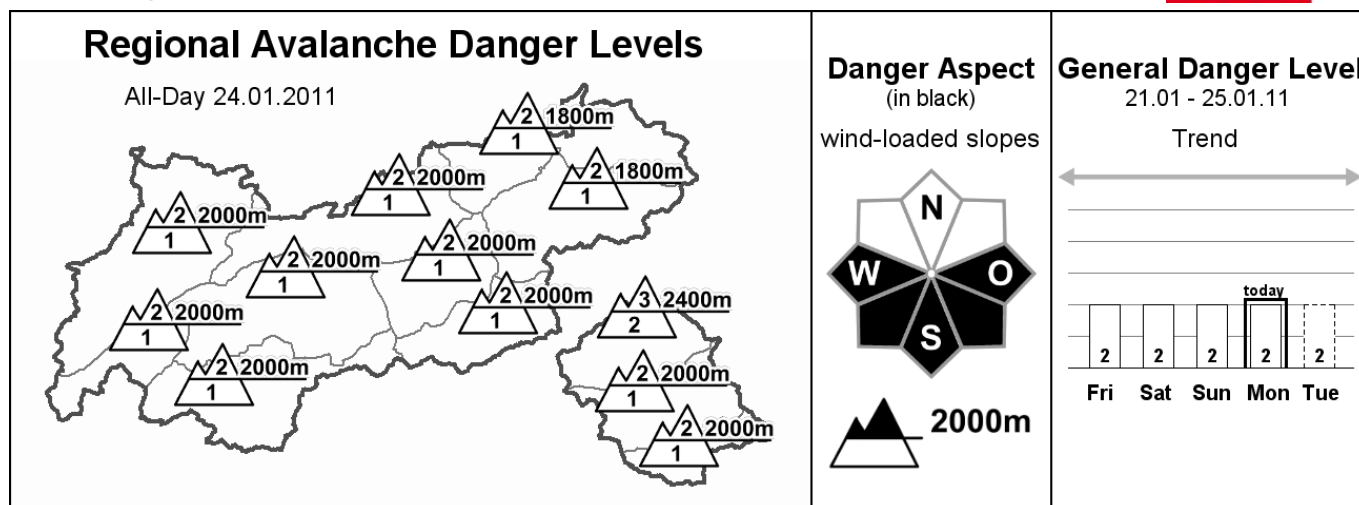 Regional Avalanche Danger Levels
All-Day 24.01.2011
2 1800m
1
2 1800m
1
2 2000m
1
2 2000m
1
2 2000m
1
2 2000m
1
2 2000m
1
3 2400m
2
2 2000m
1
2 2000m
1
2 2000m
1
2 2000m
1
Danger Aspect
(in black)
wind-loaded slopes
N
W O
S
2000m
General Danger Level
21.01 - 25.01.11
Trend
today
2 2 2 2 2
Fri Sat Sun Mon Tue